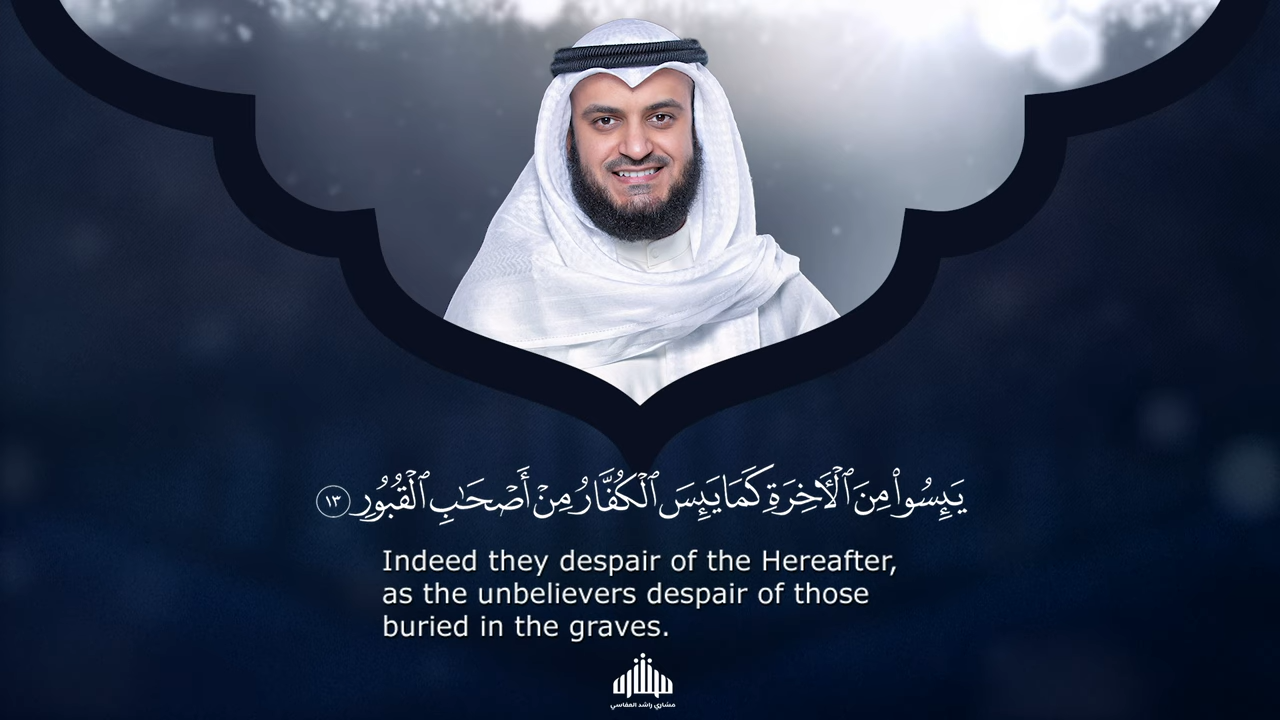 يَئِسُوا۟ مِنَ ٱلْـَٔاخِرَةِ كَمَا يَئِسَ ٱلْكُفَّارُ مِنْ أَصْحَـٰبِ ٱلْقُبُورِ ١٣
Indeed they despair of the Hereafter,
as the unbelievers despair of those
buried in the graves.
مشاري راشد العفاسي